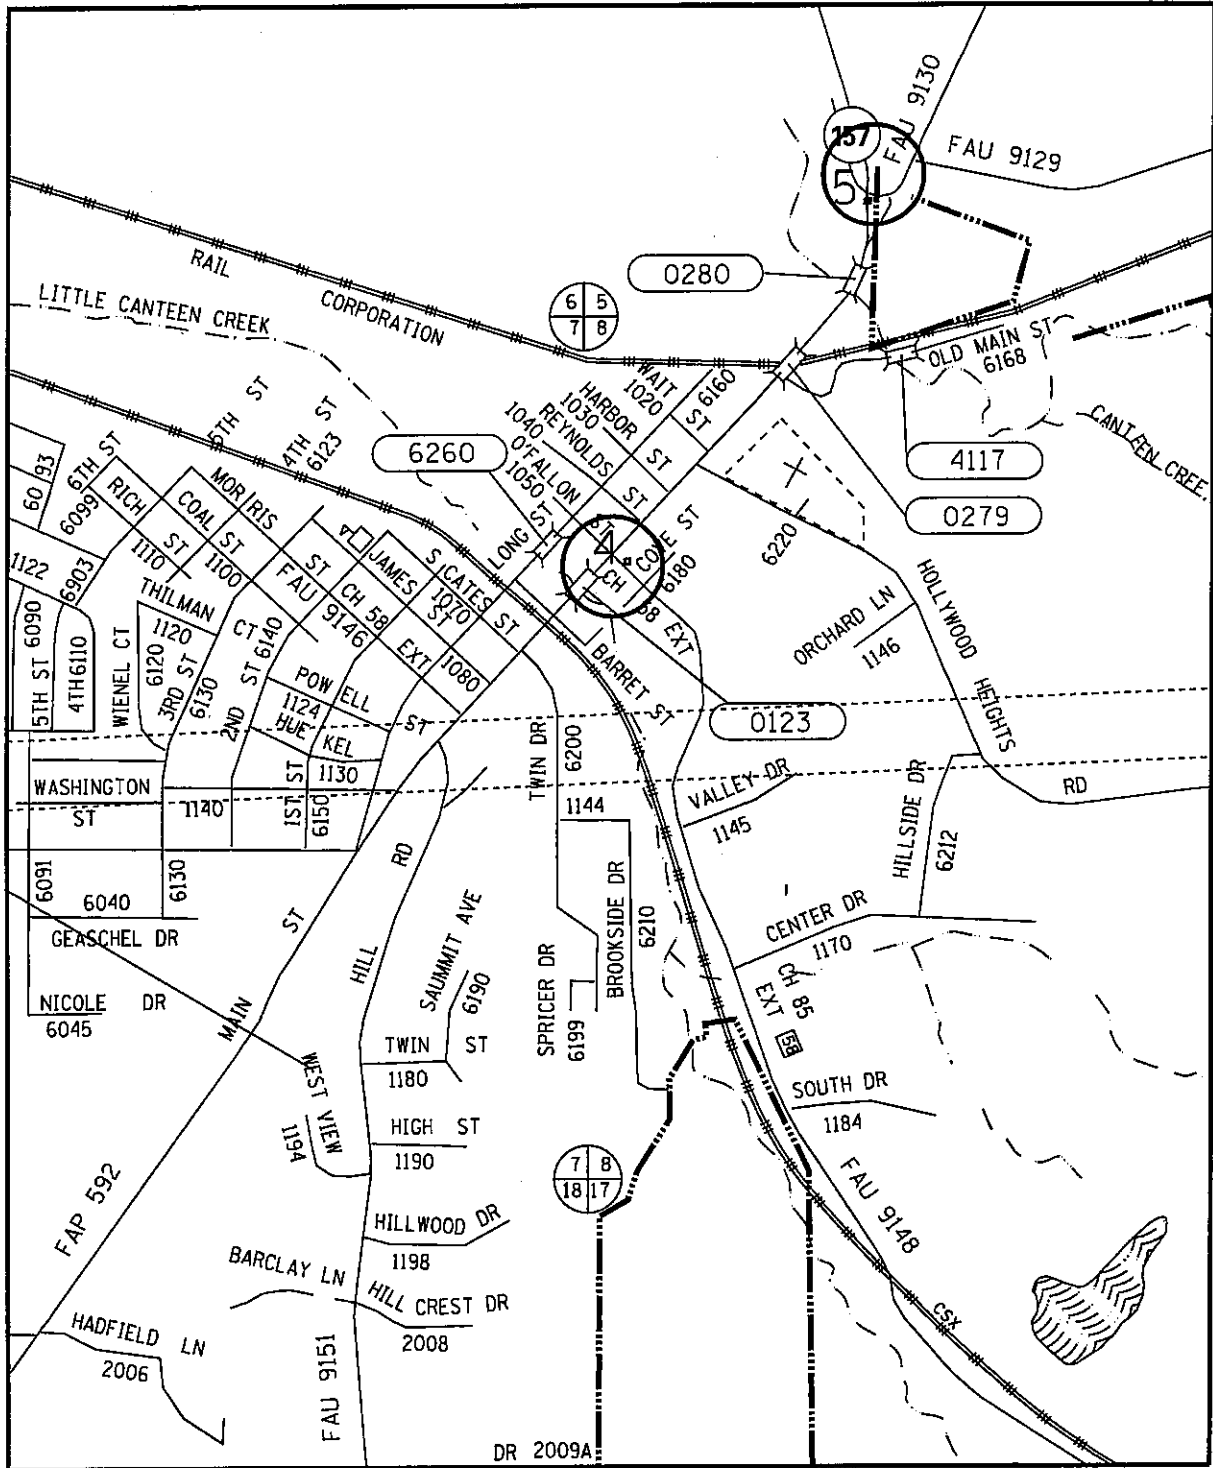 FAU 9130
157
5.
FAU 9129
0280
RAIL
CORPORATION
LITTLE CANTEEN CREEK
6 5
7 8
OLD MAIN ST
6168
WAIT
1020
6160
ST
HARBOR
1030
ST
REYNOLDS
1040
ST
O'FALLON
1050
ST
5TH ST
4TH ST
6123
6260
4117
0279
CANTEEN CREE
60 93
6TH ST
6099
RICH ST
1110
COAL ST
1100
MORRIS
ST
FAU 9146
CH 58
EXT
1080
JAMES
ST
S CATES ST
1070
LONG ST
4.
CH 58 EXT
COVE ST
6180
6220
HOLLYWOOD HEIGHTS RD
ORCHARD LN
1146
1122
6903
THILMAN
1120
CT
6140
5TH ST 6090
4TH 6110
WIENEL CT
6120
3RD ST
6130
2ND ST
POWELL
1124
ST
HUE KEL
1130
1ST ST
6150
BARRET ST
0123
TWIN DR
6200
1144
VALLEY DR
1145
HILLSIDE DR
6212
WASHINGTON
ST
1140
6091
6040
6130
GEASCHEL DR
NICOLE DR
6045
MAIN ST
HILL RD
SAUMMIT AVE
6190
SPRICER DR
6199
BROOKSIDE DR
6210
CENTER DR
1170
CH 85
EXT
58
TWIN ST
1180
WEST VIEW
1194
HIGH ST
1190
SOUTH DR
1184
7 8
18 17
FAP 592
HILLWOOD DR
1198
FAU 9148
BARCLAY LN
HILL CREST DR
2008
CSX
HADFIELD LN
2006
FAU 9151
DR 2009A